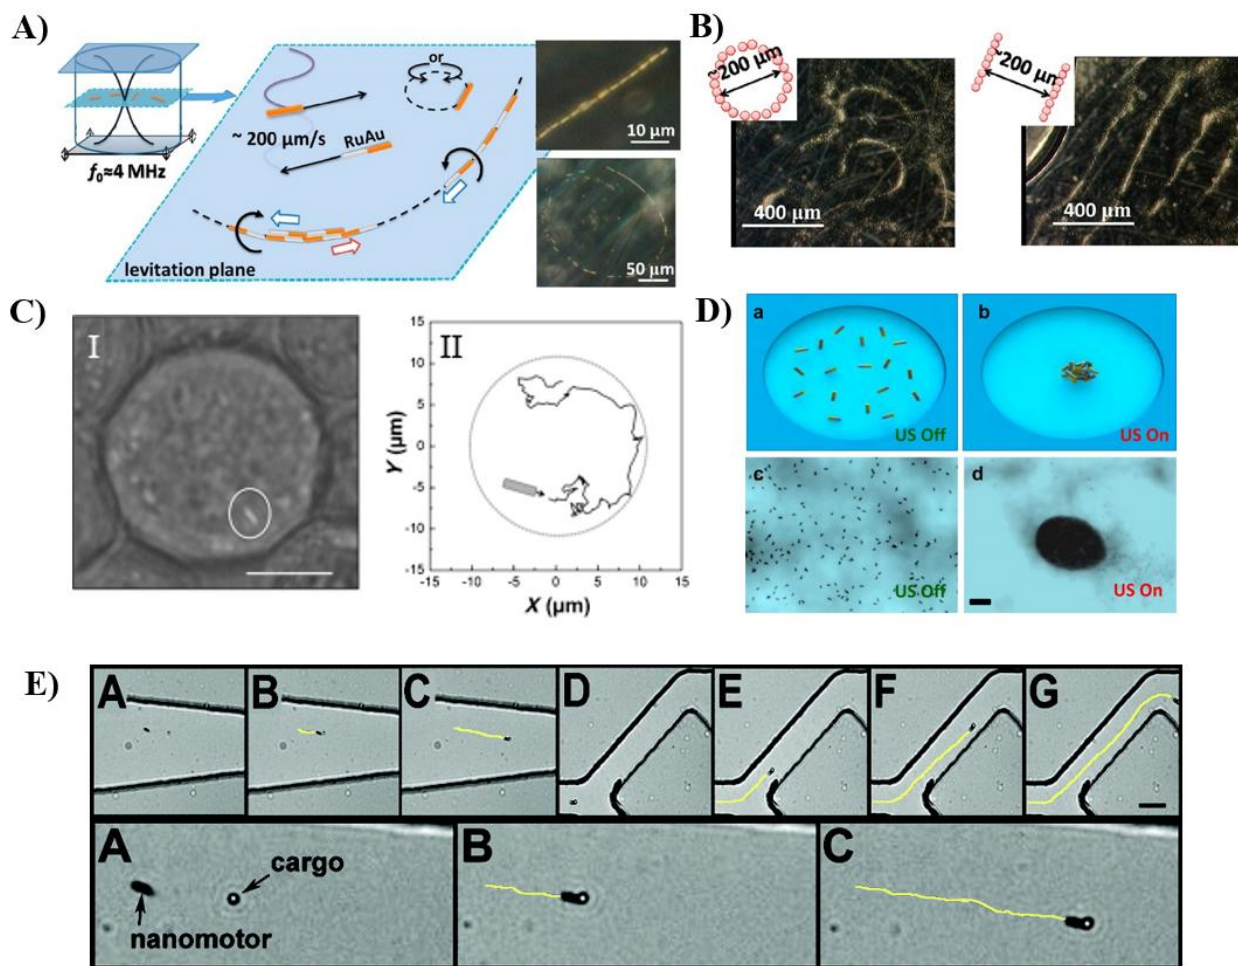 A)
or
~ 200 µm/s
RuAu
f₀≈4 MHz
levitation plane
10 µm
50 µm
B)
~200 µm
400 µm
~200 µm
400 µm
C)
I
II
15
10
5
0
-5
-10
-15
Y (µm)
-15 -10 -5 0 5 10 15
X (µm)
D)
a
US Off
b
US On
c
US Off
d
US On
E)
A
B
C
D
E
F
G
A
cargo
nanomotor
B
C